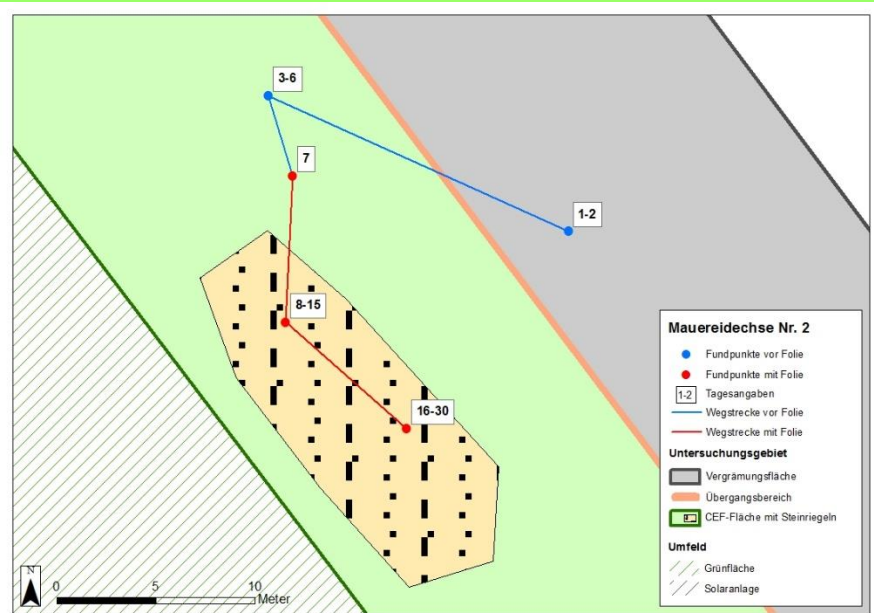 3-6
7
1-2
8-15
16-30
Mauereidechse Nr. 2
Fundpunkte vor Folie
Fundpunkte mit Folie
1-2 Tagesangaben
Wegstrecke vor Folie
Wegstrecke mit Folie
Untersuchungsgebiet
Vergrämungsfläche
Übergangsbereich
CEF-Fläche mit Steinriegeln
Umfeld
Grünfläche
Solaranlage
N
0 5 10
Meter